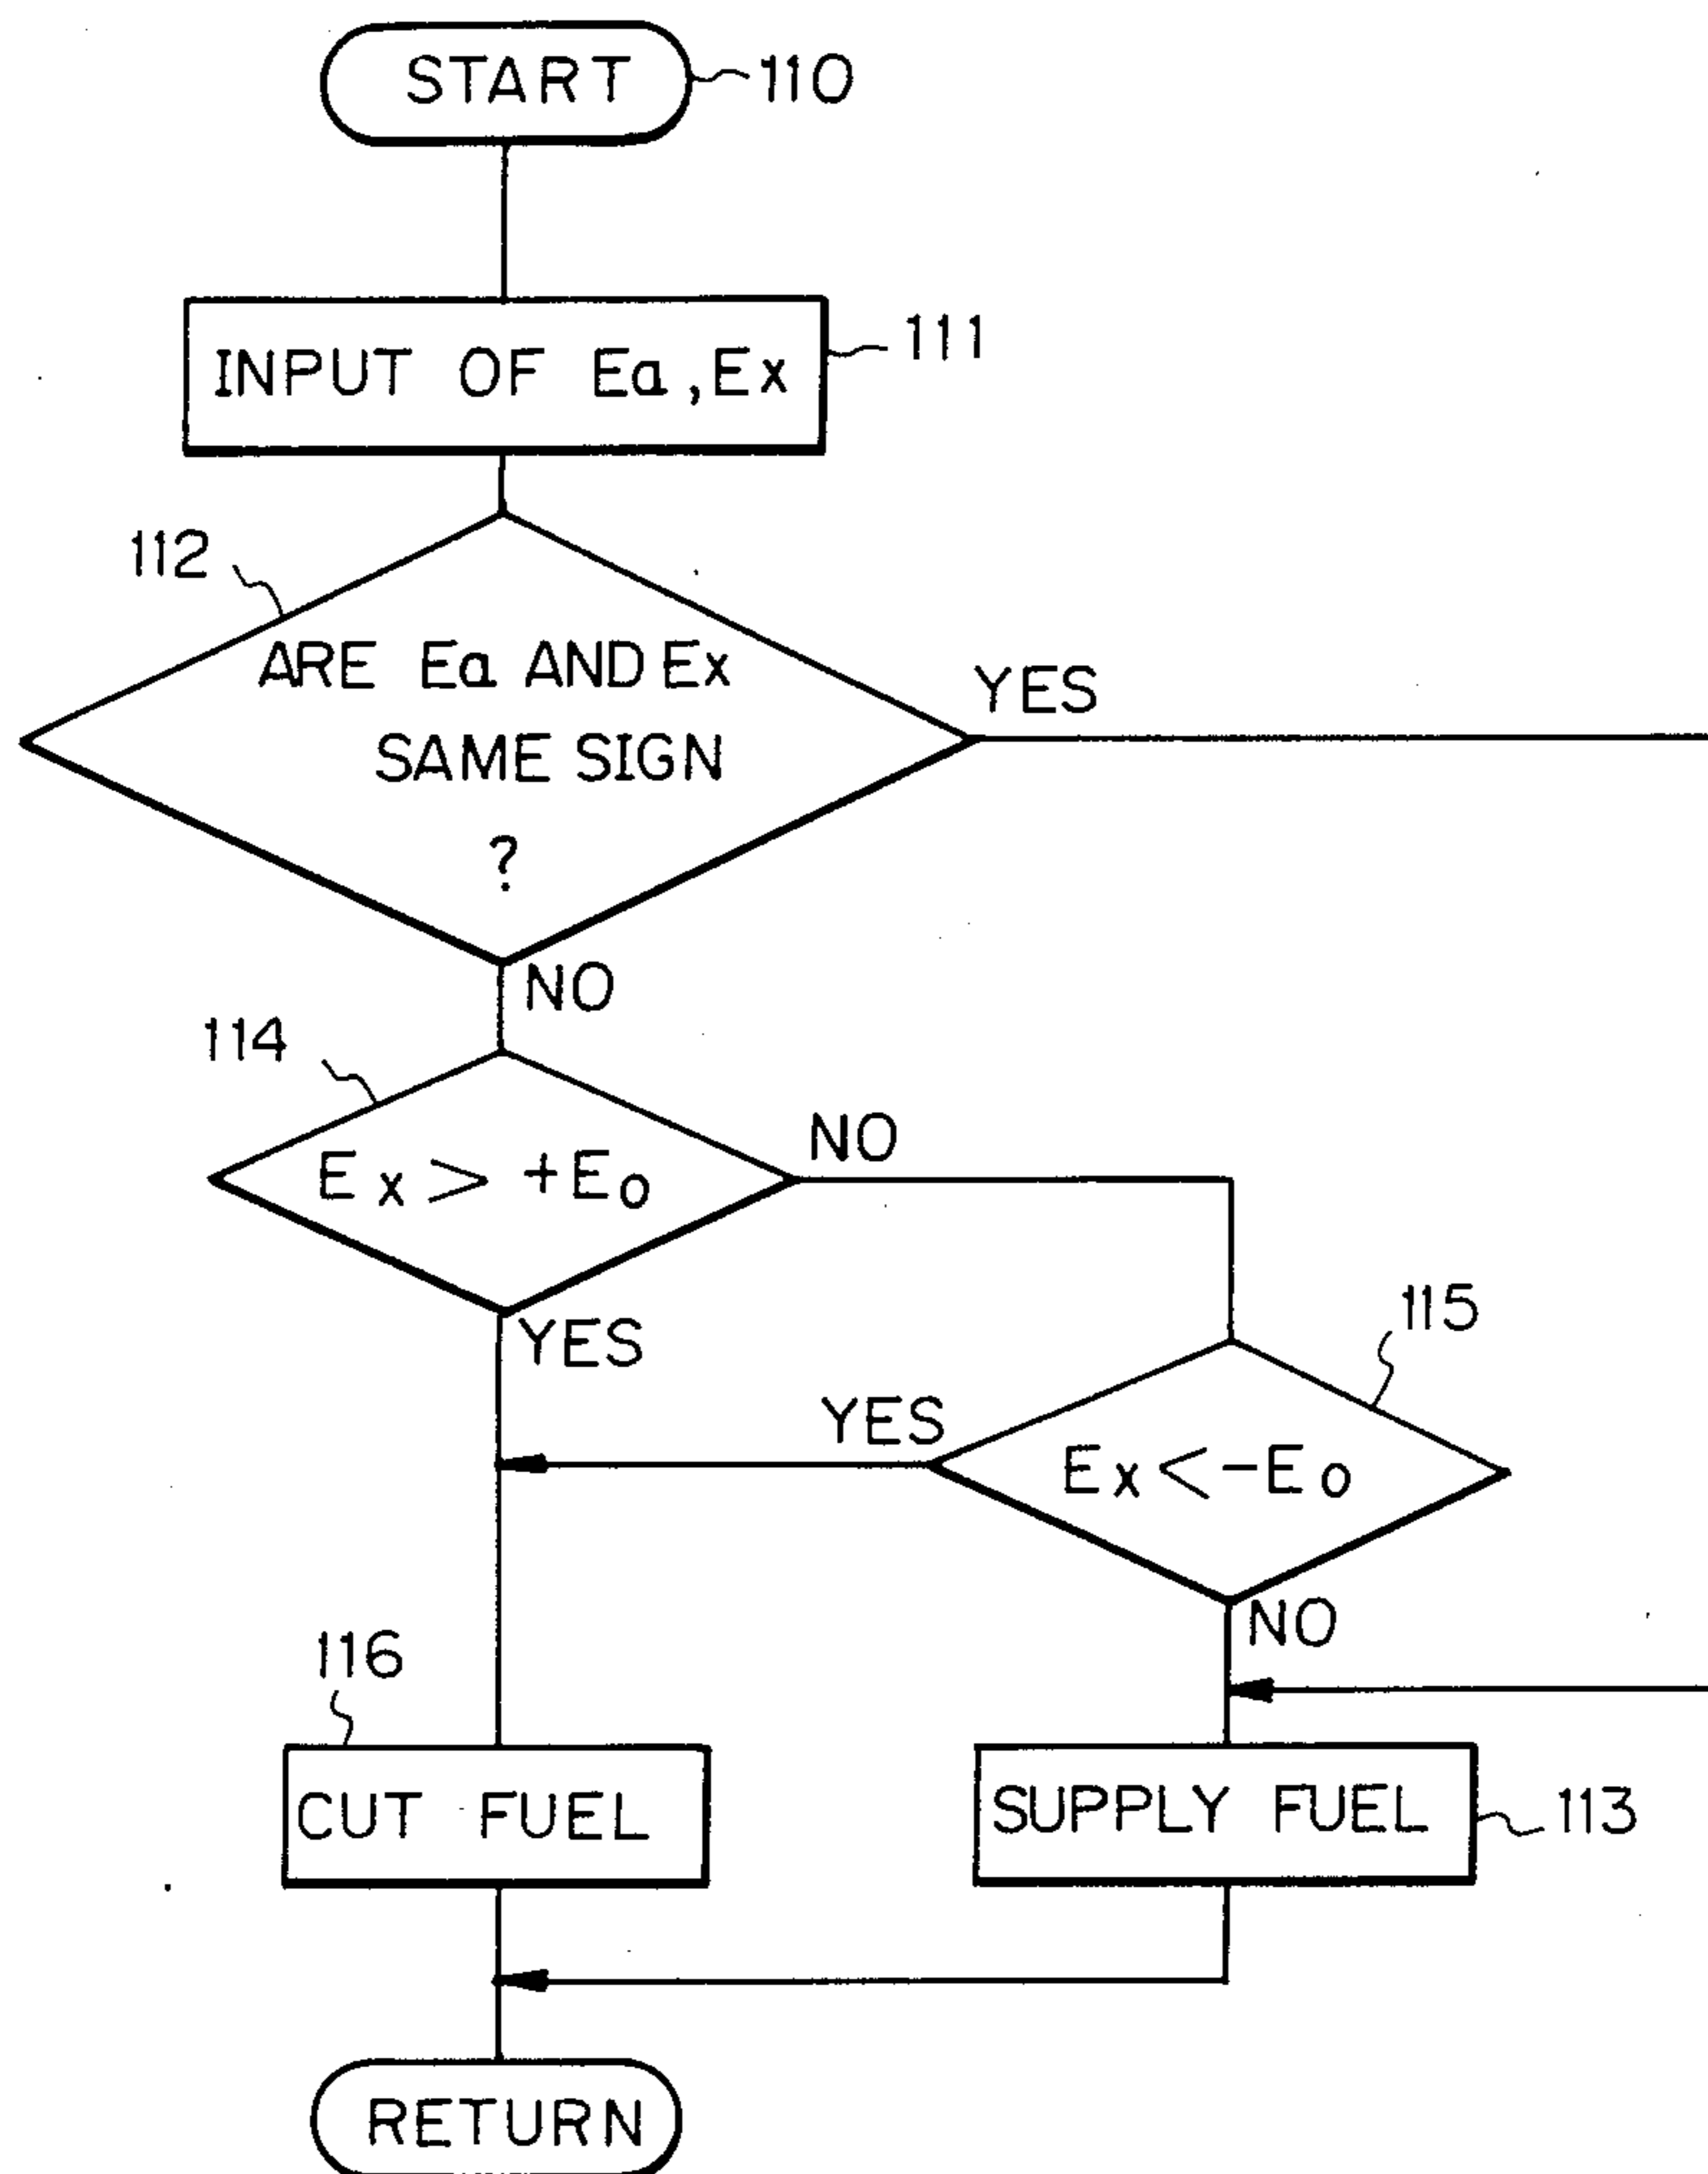 START
110
INPUT OF Ea, Ex
111
112
ARE Ea AND Ex
SAME SIGN
?
YES
NO
114
Ex > +Eo
NO
YES
115
YES
Ex < -Eo
NO
116
CUT FUEL
SUPPLY FUEL
113
RETURN